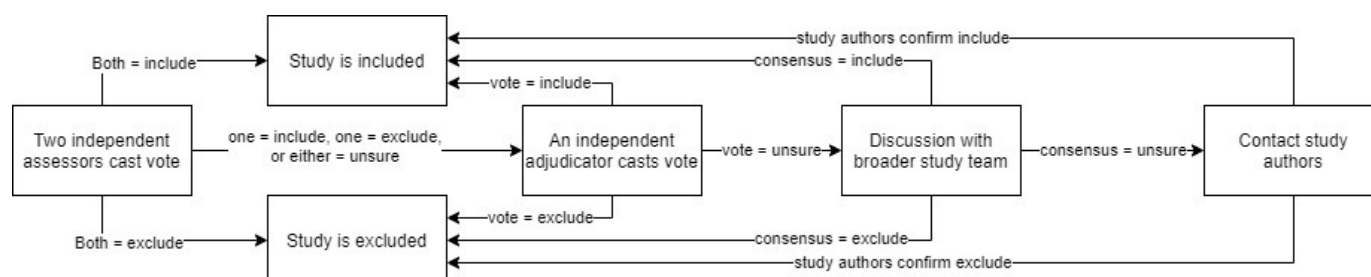 study authors confirm include
Both = include
Study is included
consensus = include
vote = include
Two independent
assessors cast vote
one = include, one = exclude,
or either = unsure
An independent
adjudicator casts vote
vote = unsure
Discussion with
broader study team
consensus = unsure
Contact study
authors
vote = exclude
Both = exclude
Study is excluded
consensus = exclude
study authors confirm exclude